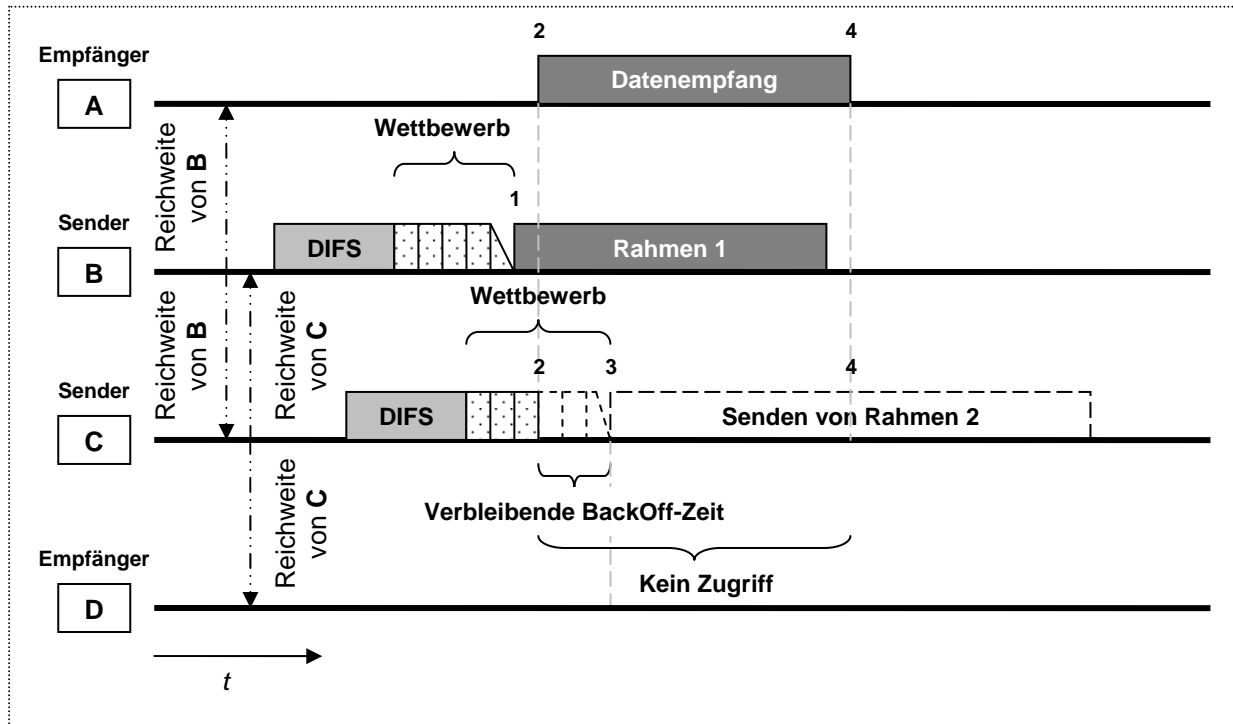 2 4
Empfänger
A
Datenempfang
Wettbewerb
Reichweite
von B
1
Sender
B
DIFS
Rahmen 1
Wettbewerb
Reichweite
von B
Reichweite
von C
2 3 4
Sender
C
DIFS
Senden von Rahmen 2
Verbleibende BackOff-Zeit
Reichweite
von C
Empfänger
D
Kein Zugriff
t